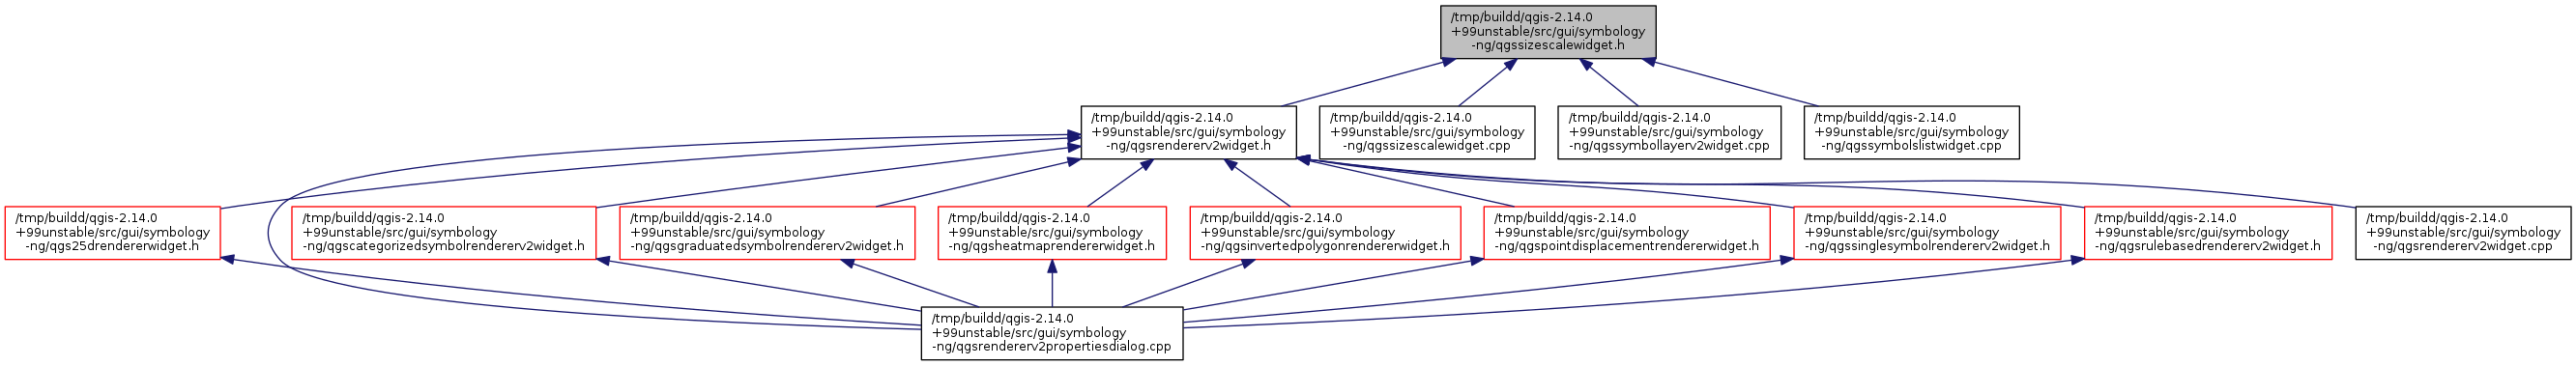 /tmp/buildd/qgis-2.14.0
+99unstable/src/gui/symbology
-ng/qgssizescalewidget.h
/tmp/buildd/qgis-2.14.0
+99unstable/src/gui/symbology
-ng/qgsrendererv2widget.h
/tmp/buildd/qgis-2.14.0
+99unstable/src/gui/symbology
-ng/qgssizescalewidget.cpp
/tmp/buildd/qgis-2.14.0
+99unstable/src/gui/symbology
-ng/qgssymbollayerv2widget.cpp
/tmp/buildd/qgis-2.14.0
+99unstable/src/gui/symbology
-ng/qgssymbolslistwidget.cpp
/tmp/buildd/qgis-2.14.0
+99unstable/src/gui/symbology
-ng/qgs25drendererwidget.h
/tmp/buildd/qgis-2.14.0
+99unstable/src/gui/symbology
-ng/qgscategorizedsymbolrendererv2widget.h
/tmp/buildd/qgis-2.14.0
+99unstable/src/gui/symbology
-ng/qgsgraduatedsymbolrendererv2widget.h
/tmp/buildd/qgis-2.14.0
+99unstable/src/gui/symbology
-ng/qgsheatmaprendererwidget.h
/tmp/buildd/qgis-2.14.0
+99unstable/src/gui/symbology
-ng/qgsinvertedpolygonrendererwidget.h
/tmp/buildd/qgis-2.14.0
+99unstable/src/gui/symbology
-ng/qgspointdisplacementrendererwidget.h
/tmp/buildd/qgis-2.14.0
+99unstable/src/gui/symbology
-ng/qgssinglesymbolrendererv2widget.h
/tmp/buildd/qgis-2.14.0
+99unstable/src/gui/symbology
-ng/qgsrulebasedrendererv2widget.h
/tmp/buildd/qgis-2.14.0
+99unstable/src/gui/symbology
-ng/qgsrendererv2widget.cpp
/tmp/buildd/qgis-2.14.0
+99unstable/src/gui/symbology
-ng/qgsrendererv2propertiesdialog.cpp